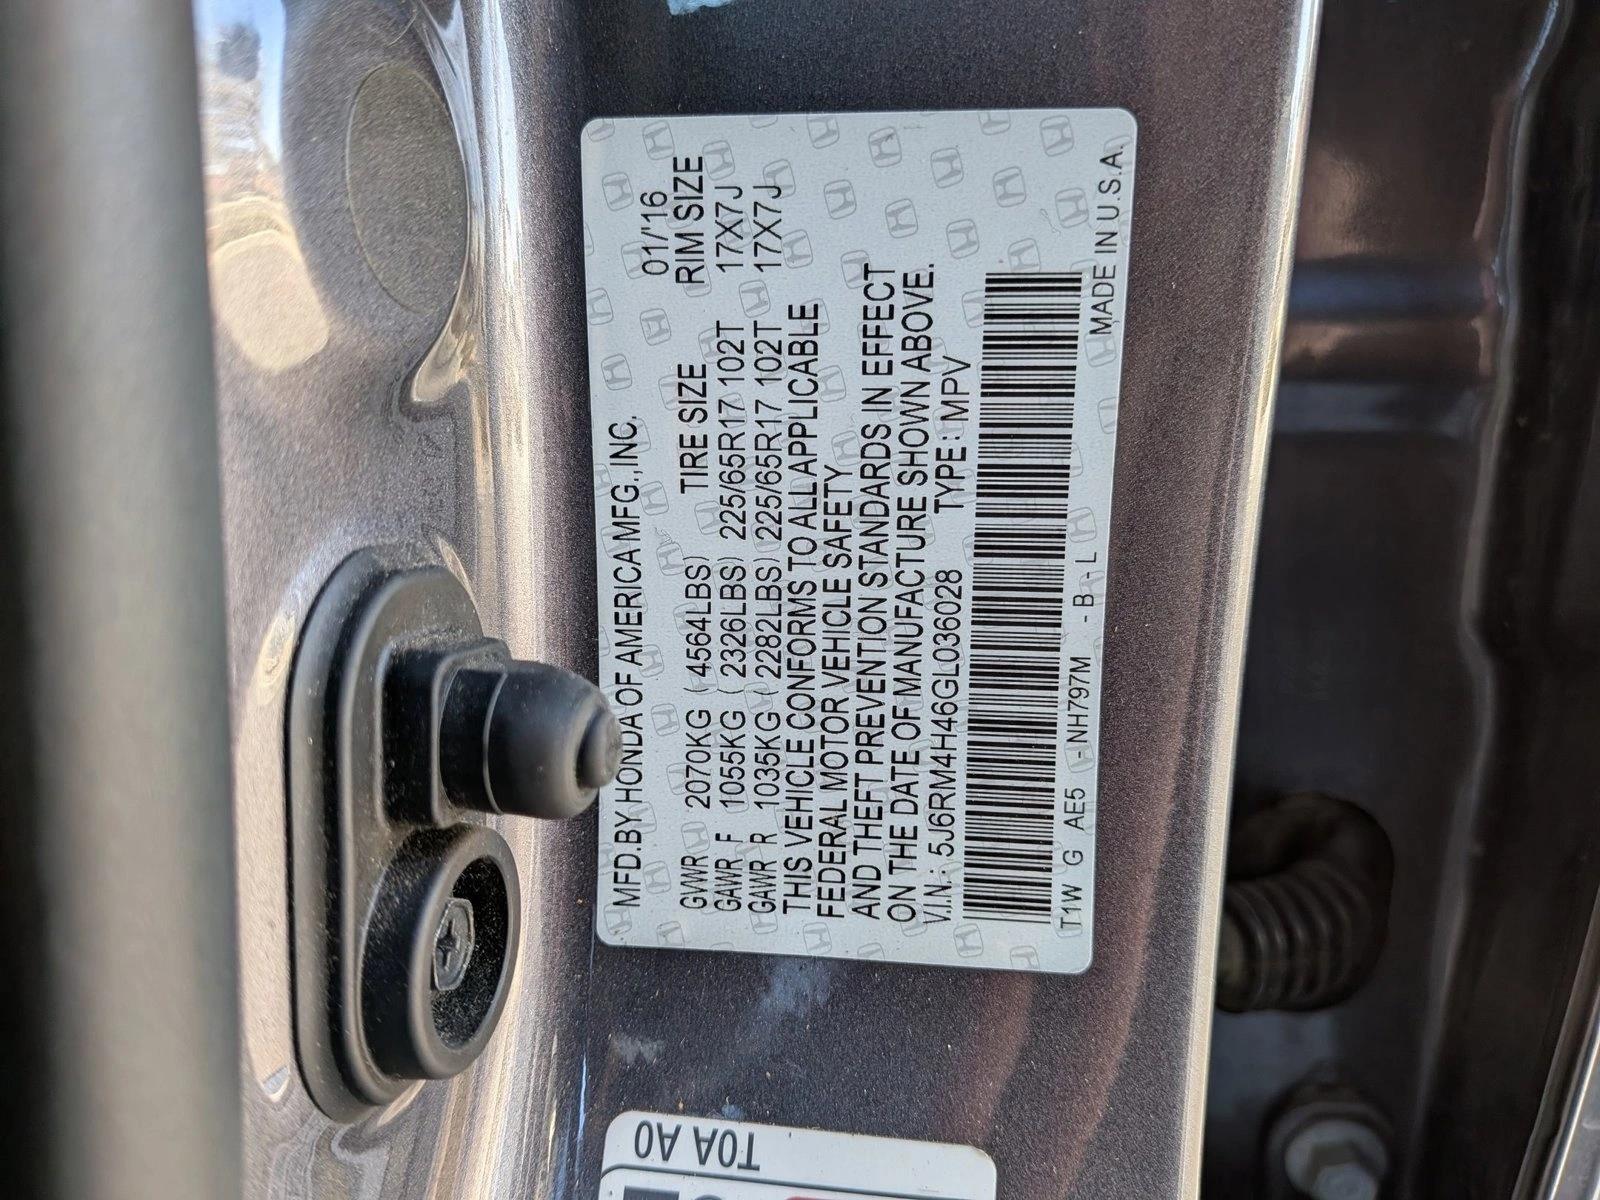 MFD. BY HONDA OF AMERICA MFG., INC. 01/'16
TIRE SIZE RIM SIZE
GVWR 2070KG ( 4564LBS)
GAWR F 1055KG ( 2326LBS) 225/65R17 102T 17X7J
GAWR R 1035KG ( 2282LBS) 225/65R17 102T 17X7J
THIS VEHICLE CONFORMS TO ALL APPLICABLE
FEDERAL MOTOR VEHICLE SAFETY
AND THEFT PREVENTION STANDARDS IN EFFECT
ON THE DATE OF MANUFACTURE SHOWN ABOVE.
V.I.N.: 5J6RM4H46GL036028 TYPE: MPV
T1W G AE5 -NH797M -B-L MADE IN U.S.A.
T0A A0